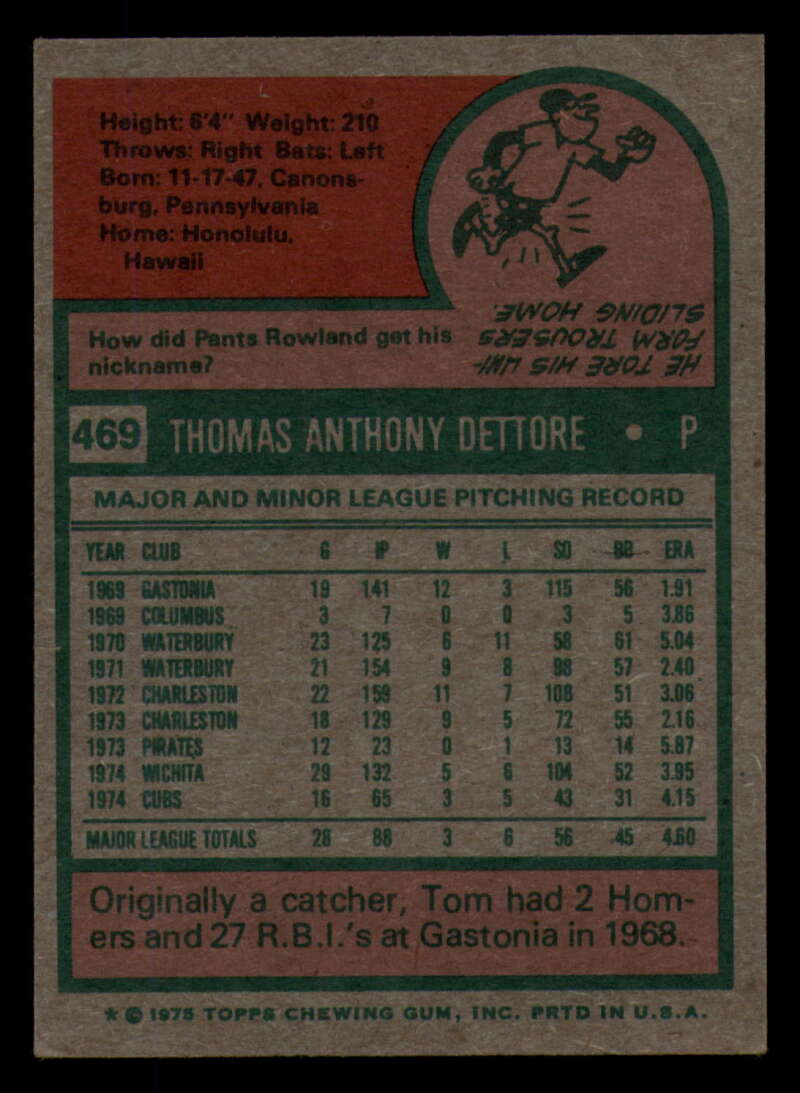 Height: 6'4" Weight: 210
Throws: Right Bats: Left
Born: 11-17-47, Canons-
burg, Pennsylvania
Home: Honolulu,
Hawaii
How did Pants Rowland get his
nickname?
HE TORE HIS UNI-
FORM TROUSERS
SLIDING HOME.
469 THOMAS ANTHONY DETTORE • P
MAJOR AND MINOR LEAGUE PITCHING RECORD
YEAR CLUB G IP W L SO BB ERA
1969 GASTONIA 19 141 12 3 115 56 1.91
1969 COLUMBUS 3 7 0 0 3 5 3.86
1970 WATERBURY 23 125 6 11 58 61 5.04
1971 WATERBURY 21 154 9 8 98 57 2.40
1972 CHARLESTON 22 159 11 7 108 51 3.06
1973 CHARLESTON 18 129 9 5 72 55 2.16
1973 PIRATES 12 23 0 1 13 14 5.87
1974 WICHITA 29 132 5 6 104 52 3.95
1974 CUBS 16 65 3 5 43 31 4.15
MAJOR LEAGUE TOTALS 28 88 3 6 56 45 4.60
Originally a catcher, Tom had 2 Hom-
ers and 27 R.B.I.'s at Gastonia in 1968.
* © 1975 TOPPS CHEWING GUM, INC. PRTD IN U.S.A.